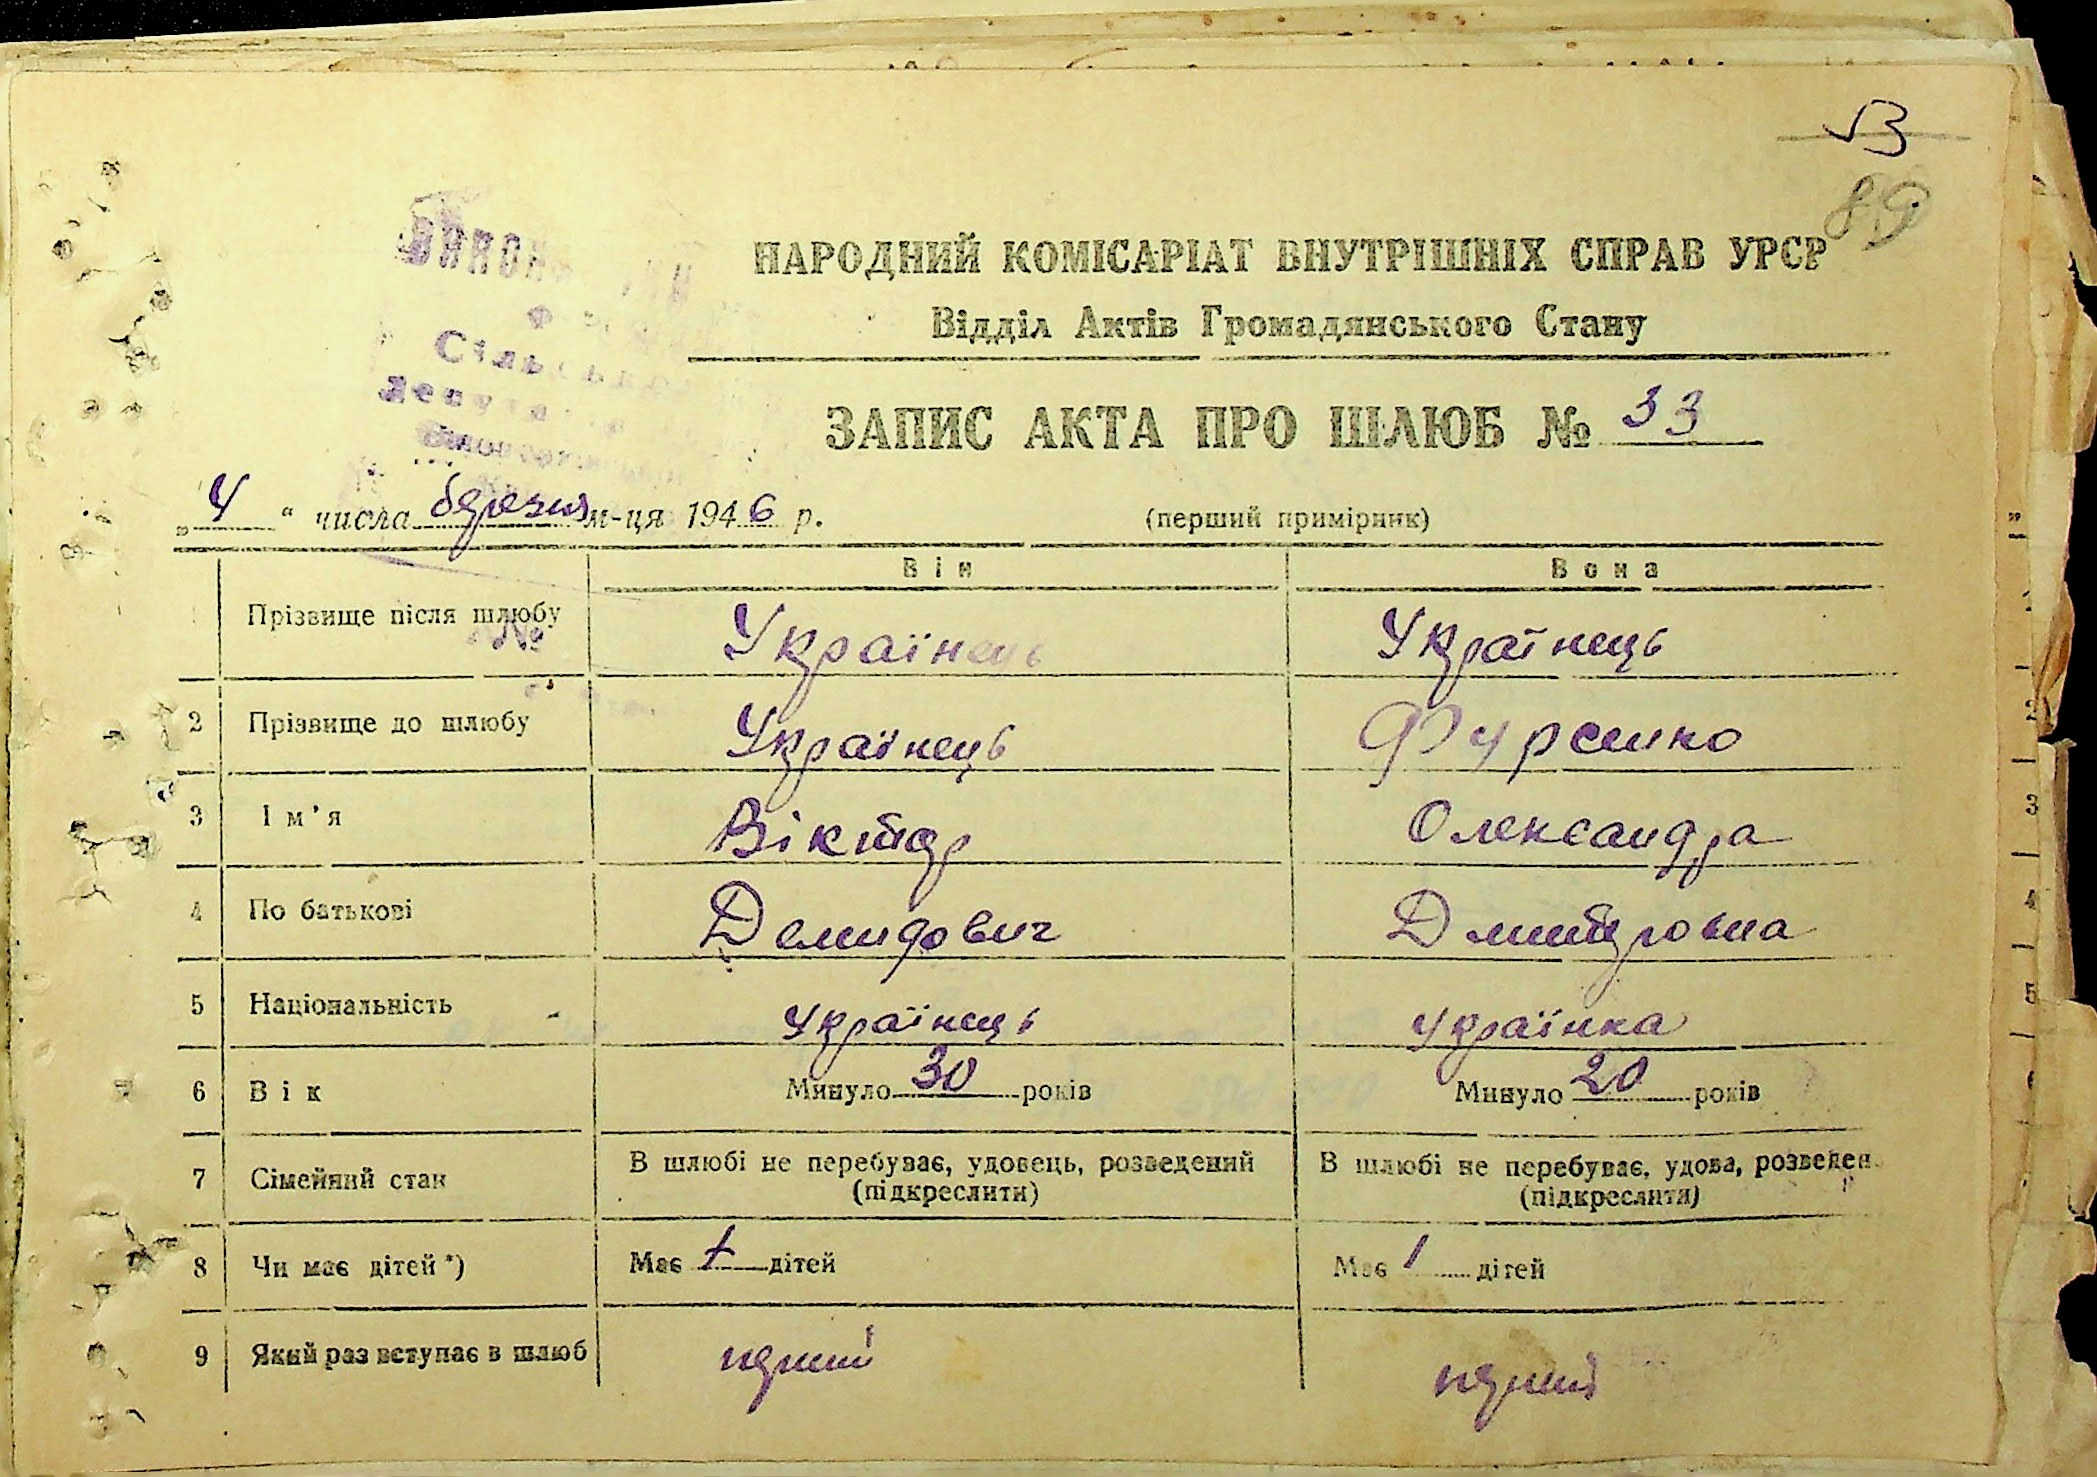 53
89
НАРОДНИЙ КОМІСАРІАТ ВНУТРІШНІХ СПРАВ УРСР
Відділ Актів Громадянського Стану
ЗАПИС АКТА ПРО ШЛЮБ № 33
„ 4 “ числа березня м-ця 1946 р. (перший примірник)
Він Вона
Прізвище після шлюбу Українець Українець
№
2 Прізвище до шлюбу Українець Фурсенко
3 Ім’я Віктор Олександра
4 По батькові Демидович Дмитровна
5 Національність українець українка
6 Вік Минуло 30 років Минуло 20 років
7 Сімейний стан В шлюбі не перебуває, удовець, розведений В шлюбі не перебуває, удова, розведен
(підкреслити) (підкреслити)
8 Чи має дітей *) Має 1 дітей Має 1 дітей
9 Який раз вступає в шлюб перший перший